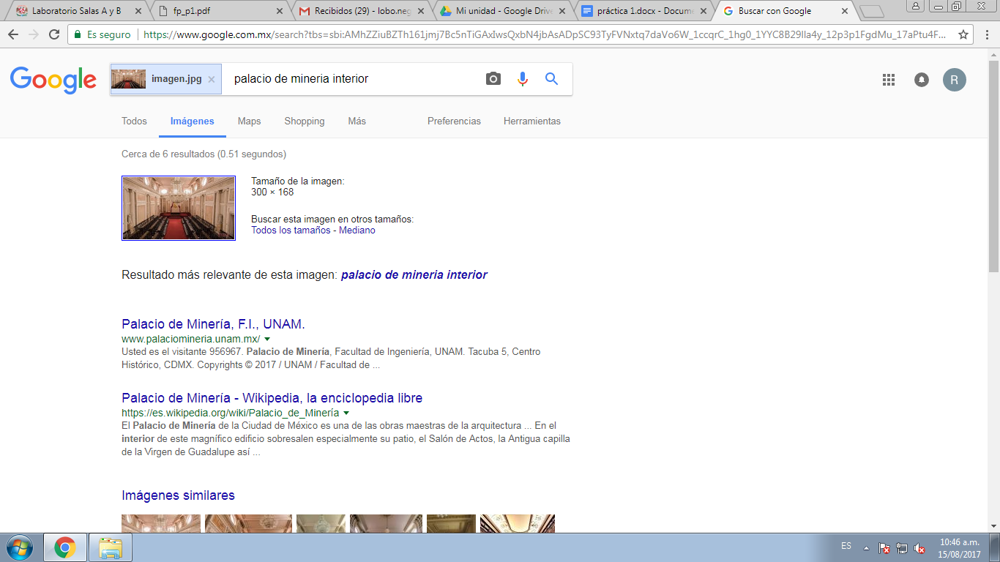 Laboratorio Salas A y B
fp_p1.pdf
Recibidos (29) - lobo.neg
Mi unidad - Google Drive
práctica 1.docx - Docume
Buscar con Google
Es seguro
https://www.google.com.mx/search?tbs=sbi:AMhZZiuBZTh161jmj7Bc5nTiGAxIwsQxbN4jbAsADpSC93TyFVNxtq7daVo6W_1ccqrC_1hg0_1YYC8B29lla4y_12p3p1FgdMu_17aPtu4F...
Google
imagen.jpg
palacio de mineria interior
R
Todos
Imágenes
Maps
Shopping
Más
Preferencias
Herramientas
Cerca de 6 resultados (0.51 segundos)
Tamaño de la imagen:
300 × 168
Buscar esta imagen en otros tamaños:
Todos los tamaños - Mediano
Resultado más relevante de esta imagen: palacio de mineria interior
Palacio de Minería, F.I., UNAM.
www.palaciomineria.unam.mx/
Usted es el visitante 956967. Palacio de Minería, Facultad de Ingeniería, UNAM. Tacuba 5, Centro
Histórico, CDMX. Copyrights © 2017 / UNAM / Facultad de ...
Palacio de Minería - Wikipedia, la enciclopedia libre
https://es.wikipedia.org/wiki/Palacio_de_Minería
El Palacio de Minería de la Ciudad de México es una de las obras maestras de la arquitectura ... En el
interior de este magnífico edificio sobresalen especialmente su patio, el Salón de Actos, la Antigua capilla
de la Virgen de Guadalupe así ...
Imágenes similares
ES
10:46 a.m.
15/08/2017